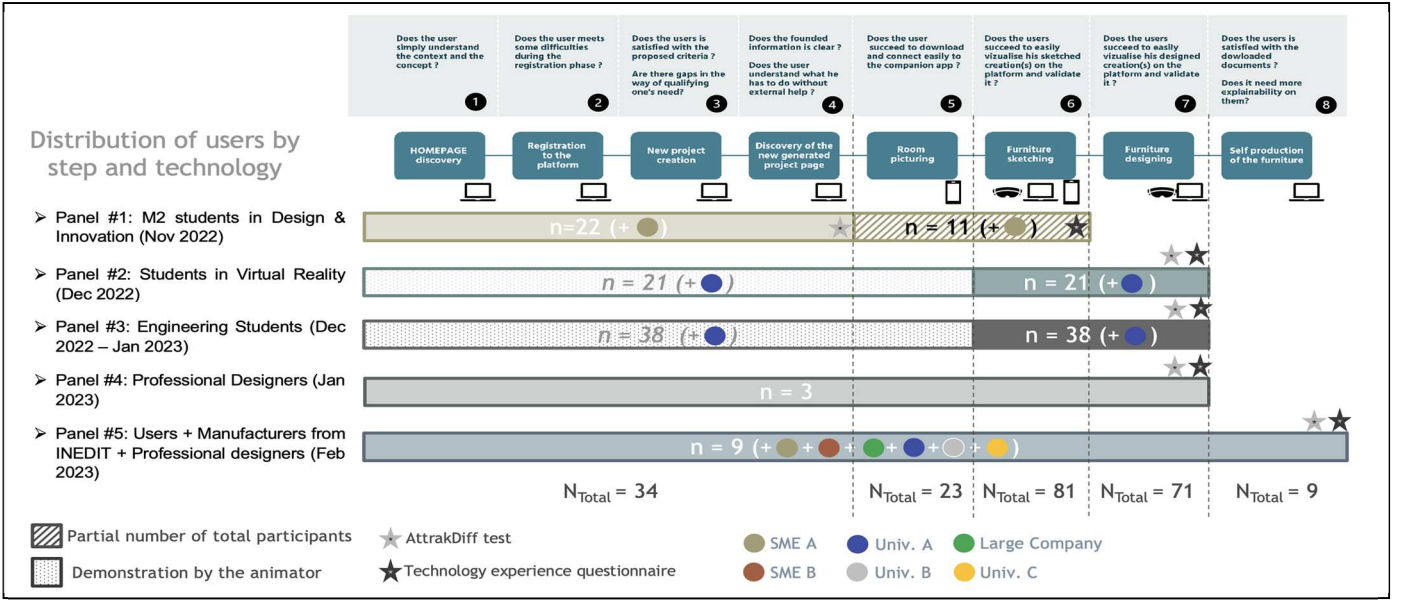 Does the user
simply understand
the context and the
concept ?
1
Does the user meets
some difficulties
during the
registration phase ?
2
Does the users is
satisfied with the
proposed criteria ?
Are there gaps in the
way of qualifying
one's need?
3
Does the founded
information is clear ?
Does the user
understand what he
has to do without
external help ?
4
Does the user
succeed to download
and connect easily to
the companion app ?
5
Does the users
succeed to easily
vizualise his sketched
creation(s) on the
platform and validate
it ?
6
Does the users
succeed to easily
vizualise his designed
creation(s) on the
platform and validate
it ?
7
Does the users is
satisfied with the
dowloaded
documents ?
Does it need more
explainability on
them?
8
Distribution of users by
step and technology
HOMEPAGE
discovery
Registration
to the
platform
New project
creation
Discovery of the
new generated
project page
Room
picturing
Furniture
sketching
Furniture
designing
Self production
of the furniture
➢ Panel #1: M2 students in Design &
Innovation (Nov 2022)
n=22 (+ )
n = 11 (+ )
➢ Panel #2: Students in Virtual Reality
(Dec 2022)
n = 21 (+ )
n = 21 (+ )
➢ Panel #3: Engineering Students (Dec
2022 – Jan 2023)
n = 38 (+ )
n = 38 (+ )
➢ Panel #4: Professional Designers (Jan
2023)
n = 3
➢ Panel #5: Users + Manufacturers from
INEDIT + Professional designers (Feb
2023)
n = 9 (+ + + + + + )
NTotal = 34
NTotal = 23
NTotal = 81
NTotal = 71
NTotal = 9
Partial number of total participants
Demonstration by the animator
AttrakDiff test
Technology experience questionnaire
SME A
Univ. A
Large Company
SME B
Univ. B
Univ. C